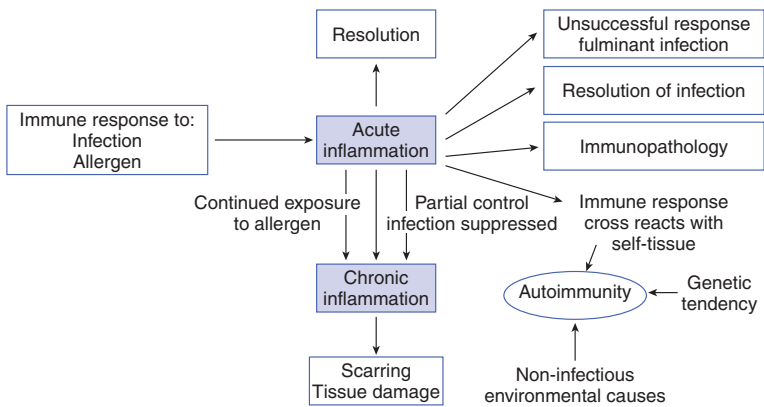 Resolution
Unsuccessful response
fulminant infection
Resolution of infection
Immunopathology
Immune response to:
Infection
Allergen
Acute
inflammation
Continued exposure
to allergen
Partial control
infection suppressed
Immune response
cross reacts with
self-tissue
Chronic
inflammation
Autoimmunity
Genetic
tendency
Scarring
Tissue damage
Non-infectious
environmental causes